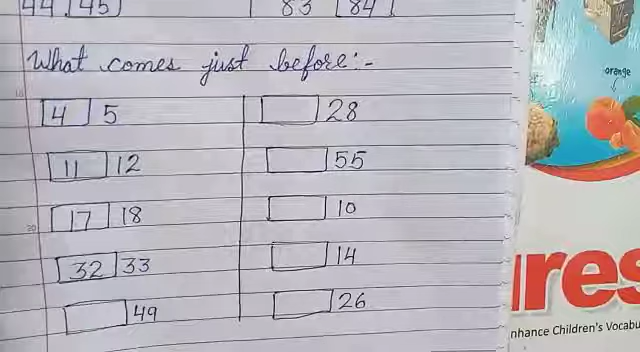 44 45 83 84
What comes just before:-
4 5 28
11 12 55
17 18 10
32 33 14
49 26
orange
res
nhance Children's Vocabu